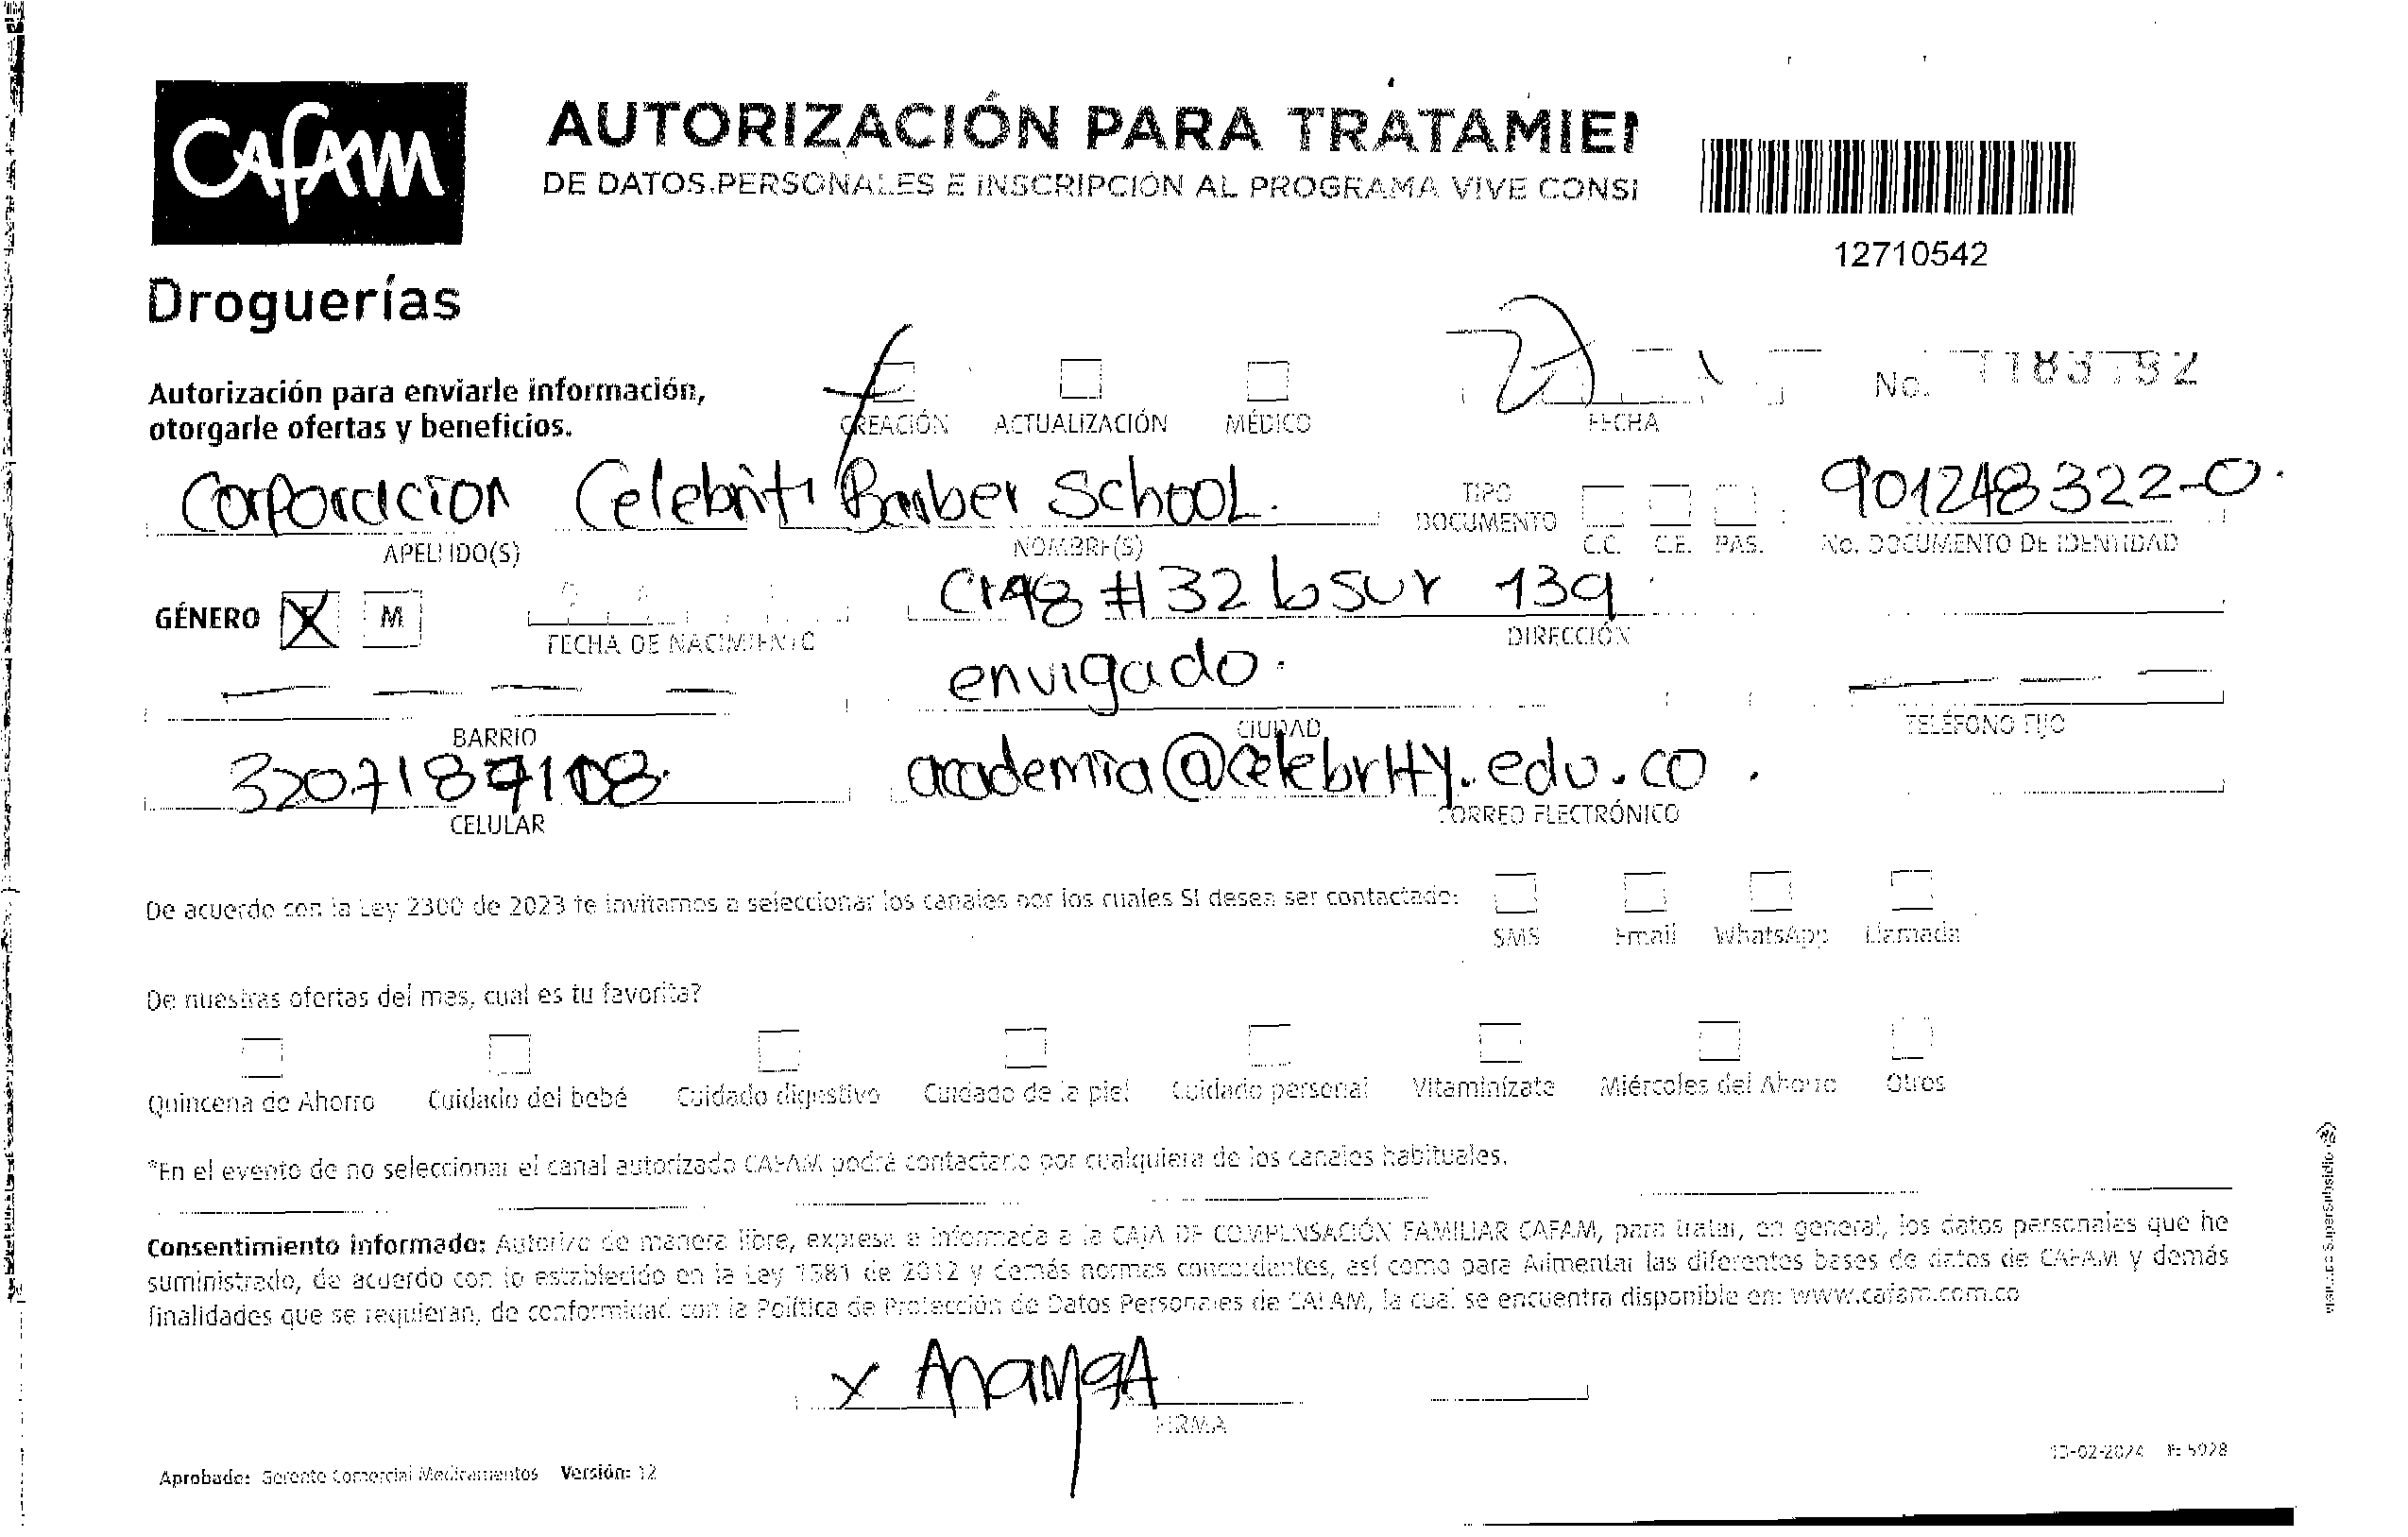 CAFAM
Droguerías
AUTORIZACIÓN PARA TRATAMIE
DE DATOS PERSONALES E INSCRIPCIÓN AL PROGRAMA VIVE CONS
12710542
Autorización para enviarle información,
otorgarle ofertas y beneficios.
CREACIÓN ACTUALIZACIÓN MÉDICO FECHA No.
Corporacion Celebriti Barber School. 901248322-0.
APELLIDO(S) NOMBRE(S) TIPO DOCUMENTO C.C. C.E. PAS. No. DOCUMENTO DE IDENTIDAD
Cr48 #32 b sur 139
GÉNERO F M FECHA DE NACIMIENTO DIRECCIÓN
envigado.
BARRIO CIUDAD TELÉFONO FIJO
academia@celebritty.edu.co.
CELULAR CORREO ELECTRÓNICO
De acuerdo con la Ley 2300 de 2023 te invitamos a seleccionar los canales por los cuales SI desea ser contactado:
SMS Email WhatsApp Llamada
De nuestras ofertas del mes, cual es tu favorita?
Quincena de Ahorro Cuidado del bebé Cuidado digestivo Cuidado de la piel Cuidado personal Vitamínizate Miércoles del Ahorro Otros
*En el evento de no seleccionar el canal autorizado CAFAM podrá contactarlo por cualquiera de los canales habituales.
Consentimiento informado: Autorizo de manera libre, expresa e informada a la CAJA DE COMPENSACIÓN FAMILIAR CAFAM, para tratar, en general, los datos personales que he
suministrado, de acuerdo con lo establecido en la Ley 1581 de 2012 y demás normas concordantes, así como para Alimentar las diferentes bases de datos de CAFAM y demás
finalidades que se requieran, de conformidad con la Política de Protección de Datos Personales de CAFAM, la cual se encuentra disponible en: www.cafam.com.co
X
FIRMA
Aprobado: Gerente Comercial Medicamentos Versión: 12
13-02-2024
VIGILADO SuperSubsidio